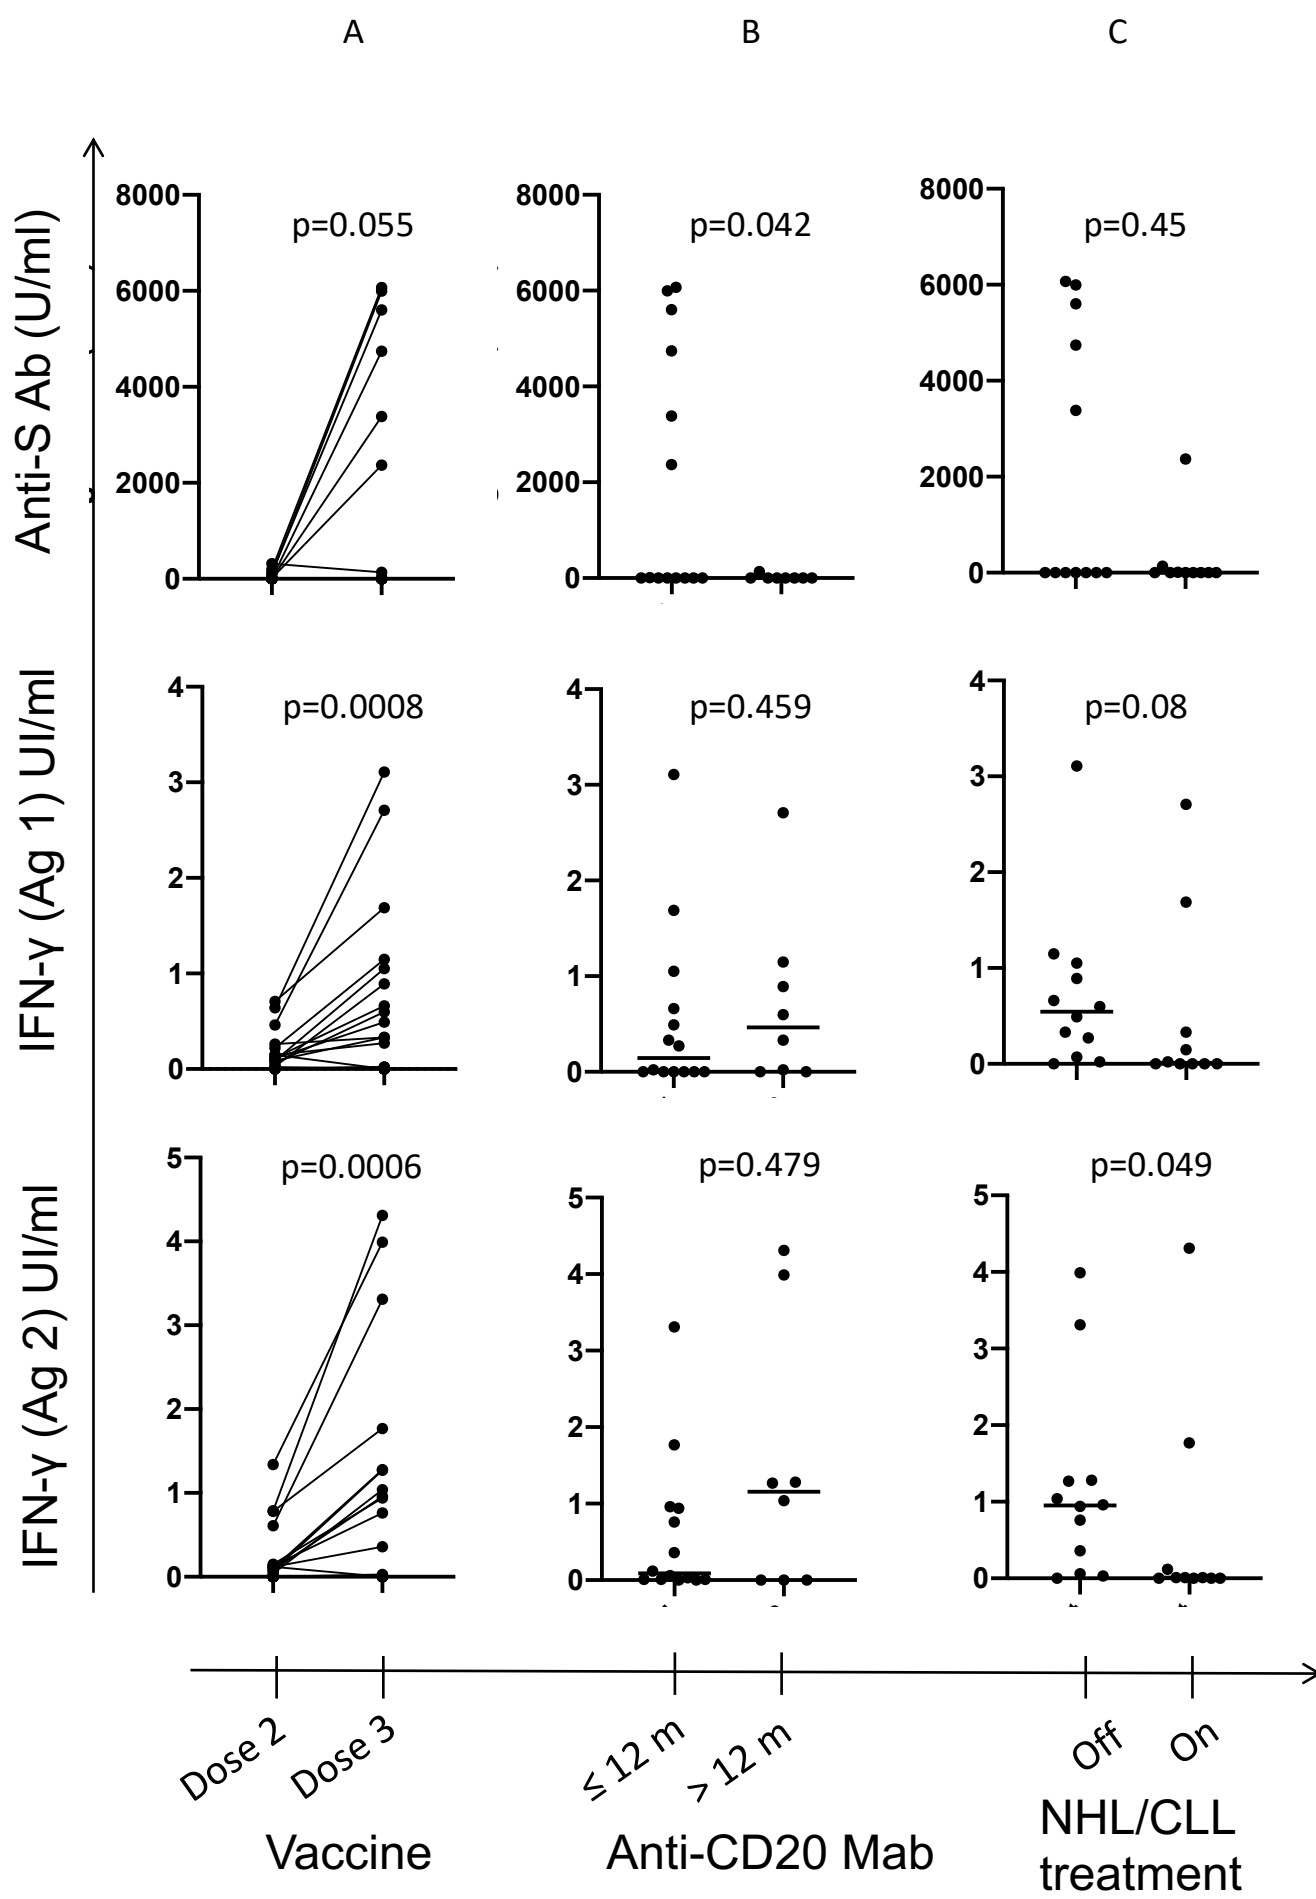 A
B
C
Anti-S Ab (U/ml)
8000
6000
4000
2000
0
p=0.055
8000
6000
4000
2000
0
p=0.042
8000
6000
4000
2000
0
p=0.45
IFN-γ (Ag 1) UI/ml
4
3
2
1
0
p=0.0008
4
3
2
1
0
p=0.459
4
3
2
1
0
p=0.08
IFN-γ (Ag 2) UI/ml
5
4
3
2
1
0
p=0.0006
5
4
3
2
1
0
p=0.479
5
4
3
2
1
0
p=0.049
Dose 2
Dose 3
Vaccine
≤ 12 m
> 12 m
Anti-CD20 Mab
Off
On
NHL/CLL
treatment